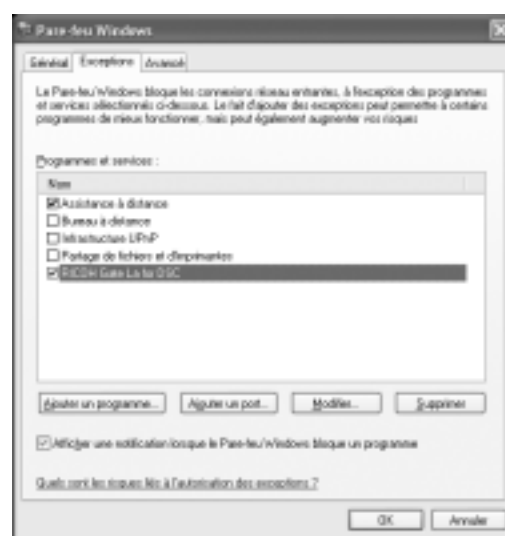 Pare-feu Windows
Général Exceptions Avancé
Le Pare-feu Windows bloque les connexions réseau entrantes, à l'exception des programmes
et services sélectionnés ci-dessous. Le fait d'ajouter des exceptions peut permettre à certains
programmes de mieux fonctionner, mais peut également augmenter vos risques
Programmes et services :
Nom
Assistance à distance
Bureau à distance
Infrastructure UPnP
Partage de fichiers et d'imprimantes
RICOH Gate La for DSC
Ajouter un programme... Ajouter un port... Modifier... Supprimer
Afficher une notification lorsque le Pare-feu Windows bloque un programme
Quels sont les risques liés à l'autorisation des exceptions ?
OK Annuler